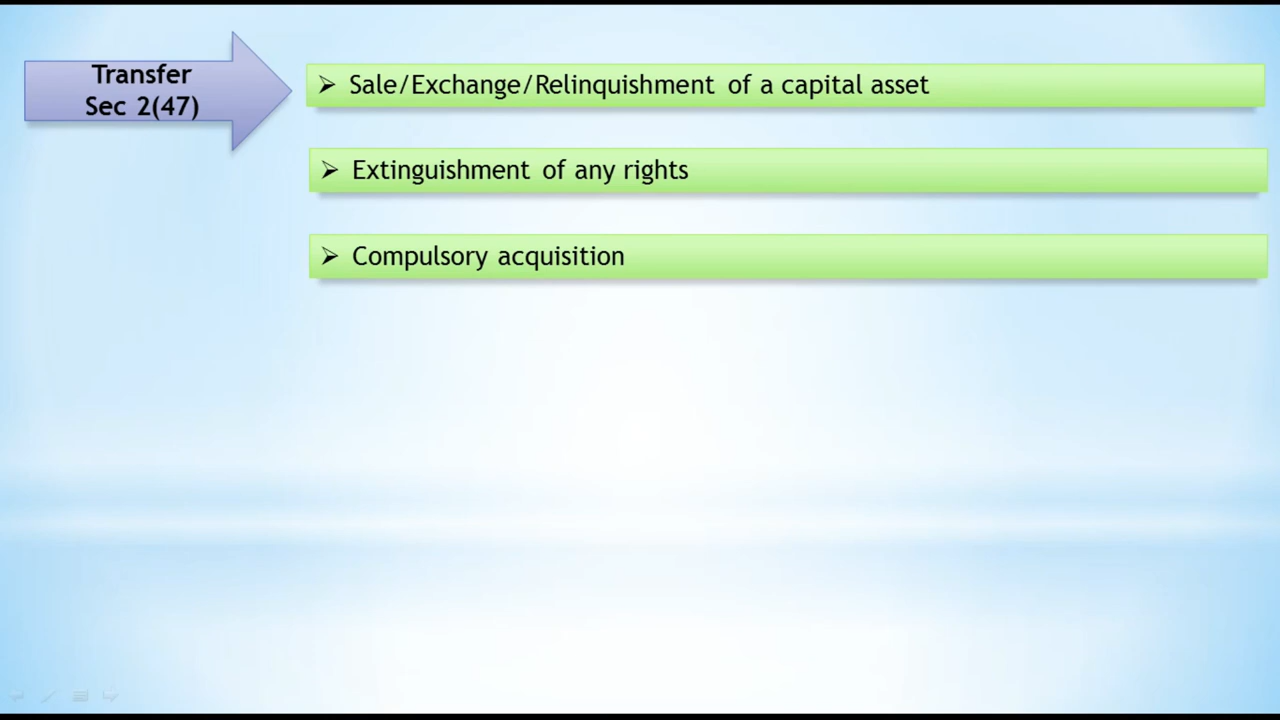 Transfer
Sec 2(47)
Sale/Exchange/Relinquishment of a capital asset
Extinguishment of any rights
Compulsory acquisition